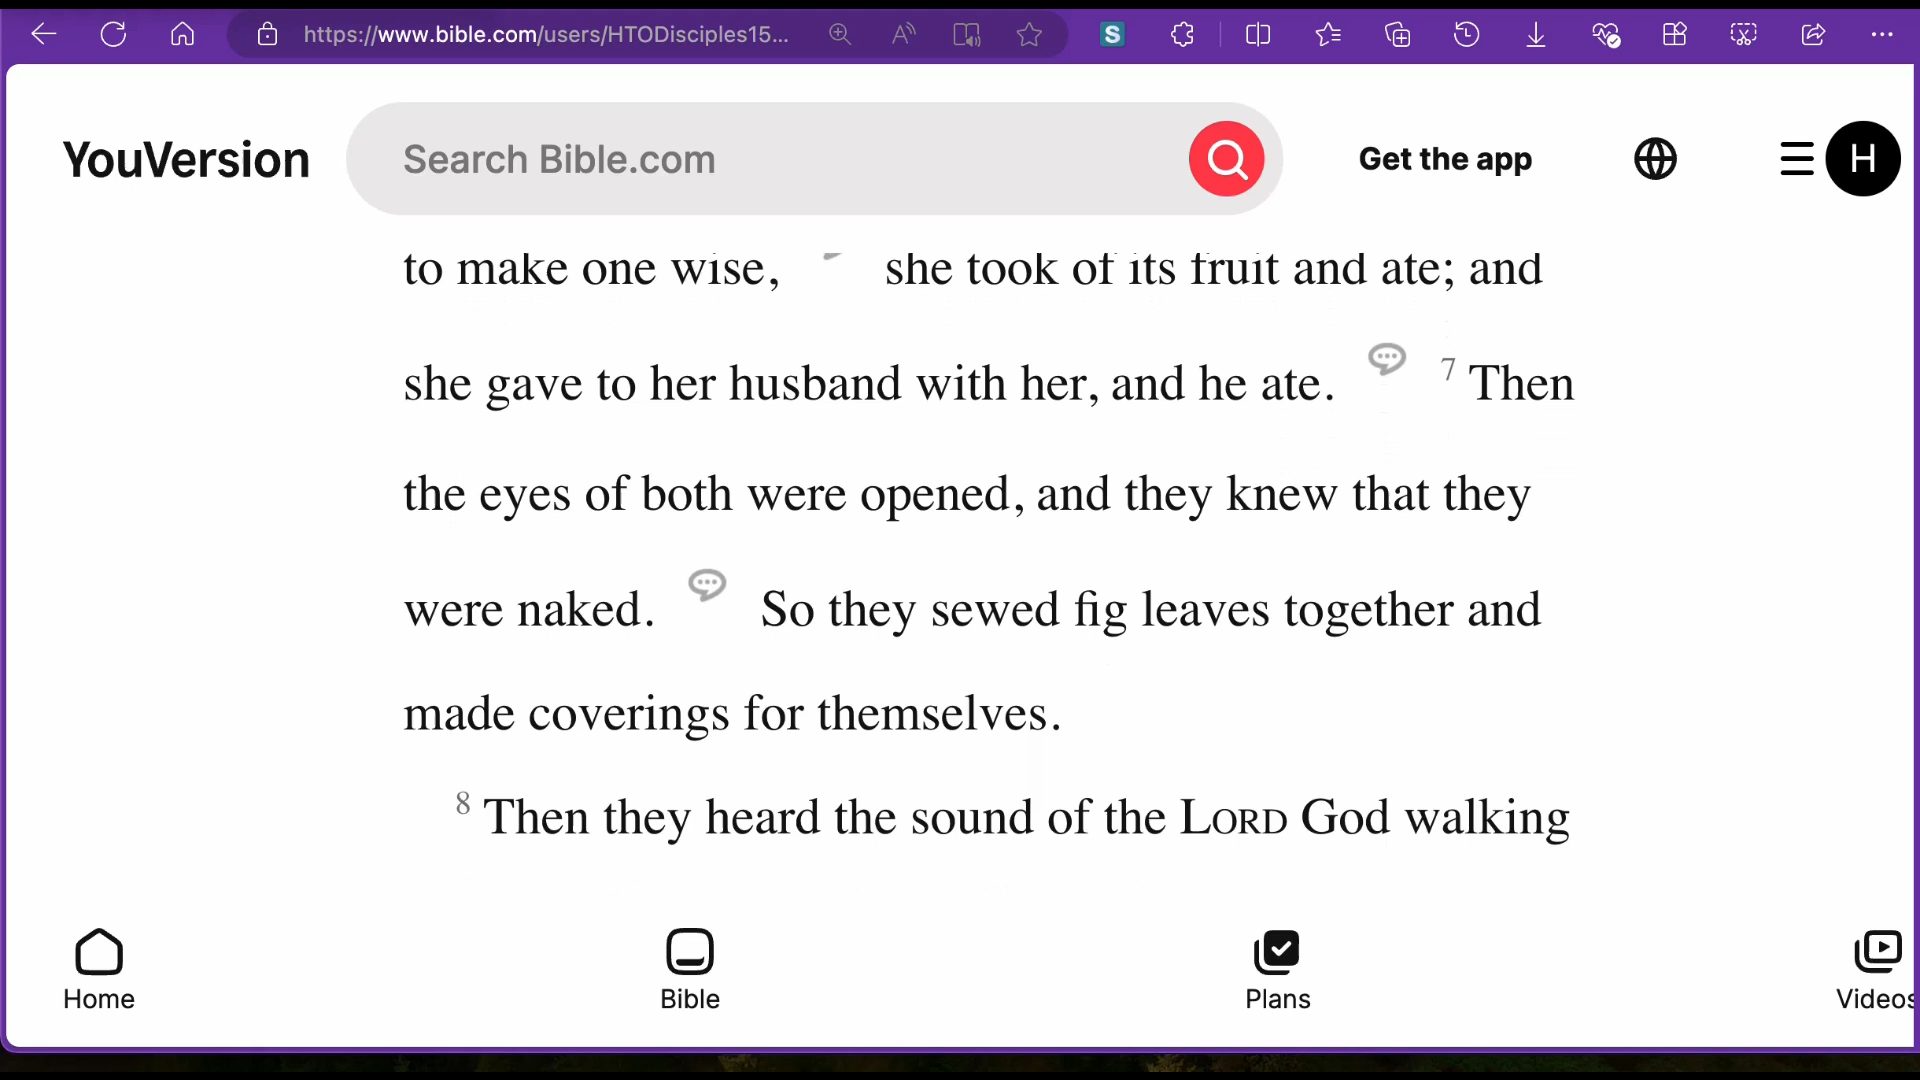 https://www.bible.com/users/HTODisciples15...
S
YouVersion
Search Bible.com
Get the app
H
to make one wise, she took of its fruit and ate; and
she gave to her husband with her, and he ate. 7 Then
the eyes of both were opened, and they knew that they
were naked. So they sewed fig leaves together and
made coverings for themselves.
8 Then they heard the sound of the LORD God walking
Home
Bible
Plans
Videos